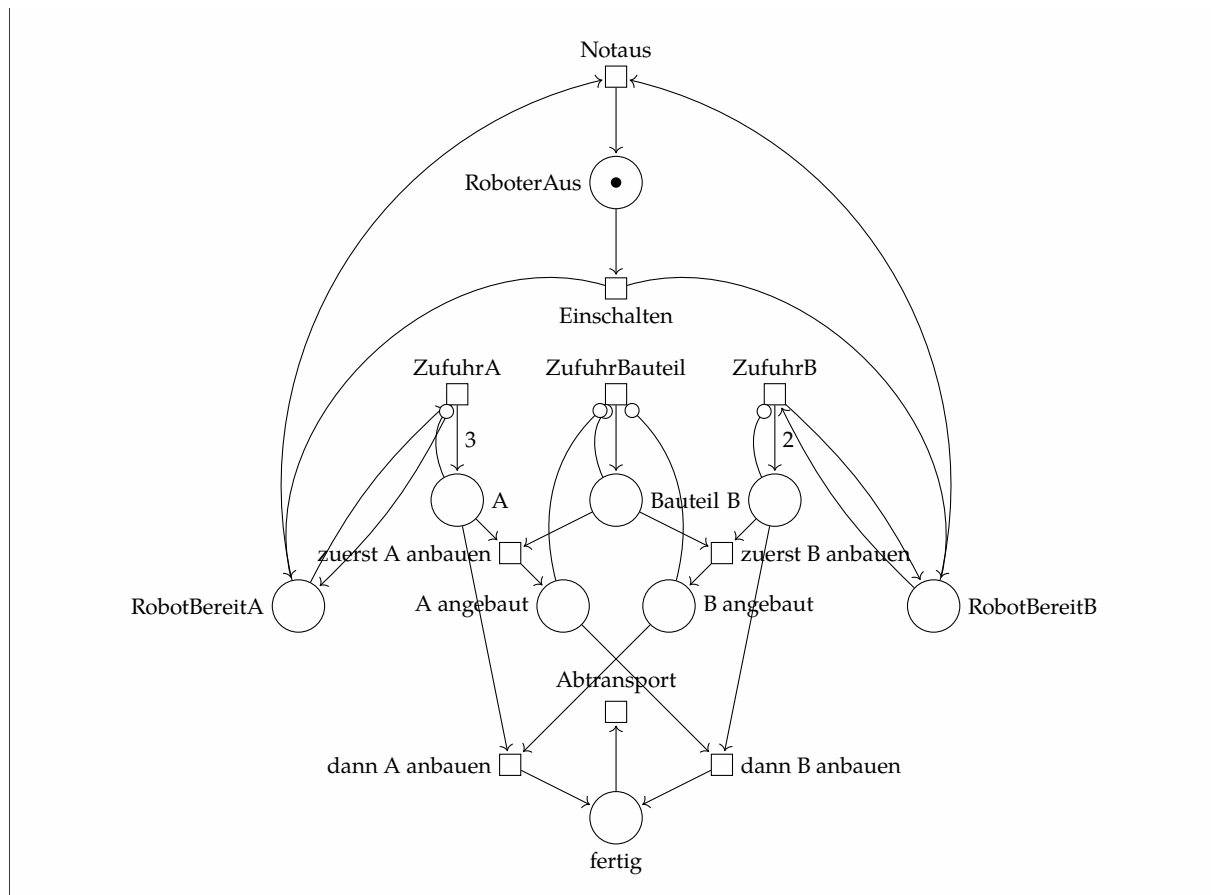 Notaus
RoboterAus
Einschalten
ZufuhrA ZufuhrBauteil ZufuhrB
3 2
A Bauteil B
zuerst A anbauen zuerst B anbauen
RobotBereitA A angebaut B angebaut RobotBereitB
Abtransport
dann A anbauen dann B anbauen
fertig